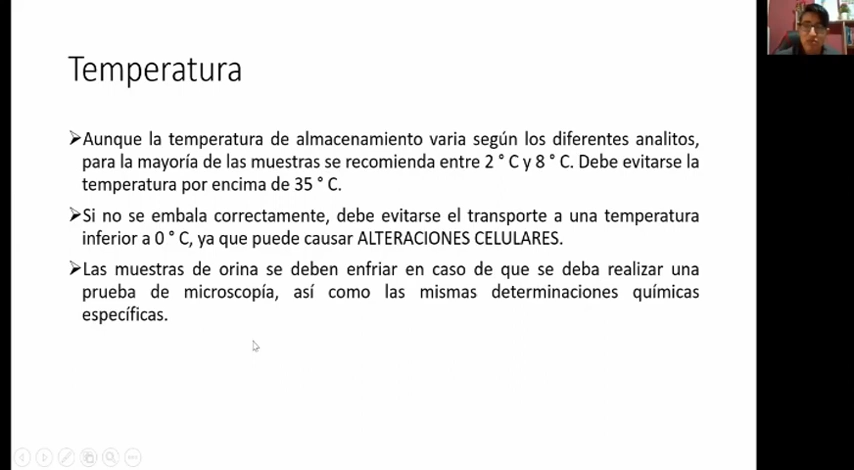 Temperatura
➢Aunque la temperatura de almacenamiento varia según los diferentes analitos,
para la mayoría de las muestras se recomienda entre 2 ° C y 8 ° C. Debe evitarse la
temperatura por encima de 35 ° C.
➢Si no se embala correctamente, debe evitarse el transporte a una temperatura
inferior a 0 ° C, ya que puede causar ALTERACIONES CELULARES.
➢Las muestras de orina se deben enfriar en caso de que se deba realizar una
prueba de microscopía, así como las mismas determinaciones químicas
específicas.